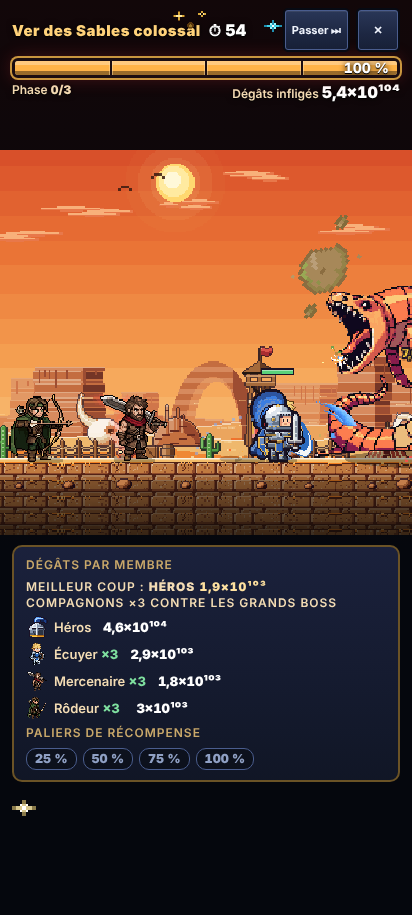 Ver des Sables colossal ⏱ 54
Passer ⏭
×
100 %
Phase 0/3
Dégâts infligés 5,4×10¹⁰⁴
DÉGÂTS PAR MEMBRE
MEILLEUR COUP : HÉROS 1,9×10¹⁰³
COMPAGNONS ×3 CONTRE LES GRANDS BOSS
Héros 4,6×10¹⁰⁴
Écuyer ×3 2,9×10¹⁰³
Mercenaire ×3 1,8×10¹⁰³
Rôdeur ×3 3×10¹⁰³
PALIERS DE RÉCOMPENSE
25 % 50 % 75 % 100 %